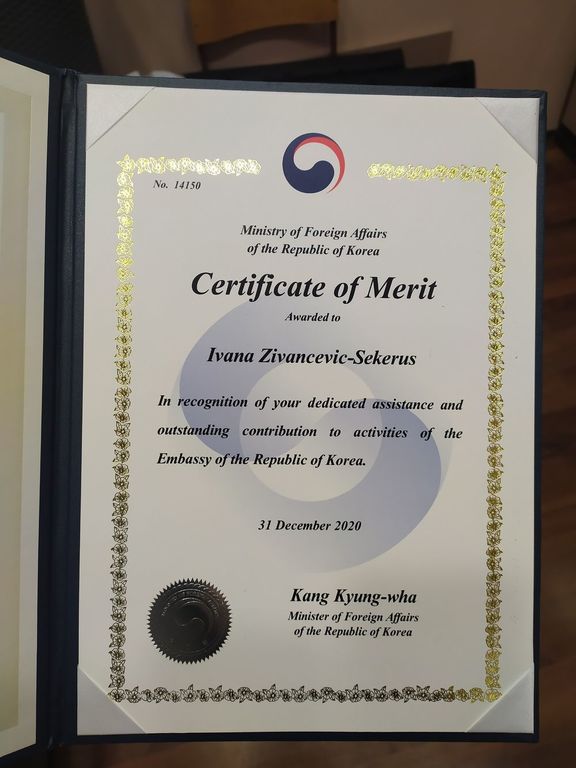 No. 14150
Ministry of Foreign Affairs
of the Republic of Korea
Certificate of Merit
Awarded to
Ivana Zivancevic-Sekerus
In recognition of your dedicated assistance and
outstanding contribution to activities of the
Embassy of the Republic of Korea.
31 December 2020
Kang Kyung-wha
Minister of Foreign Affairs
of the Republic of Korea